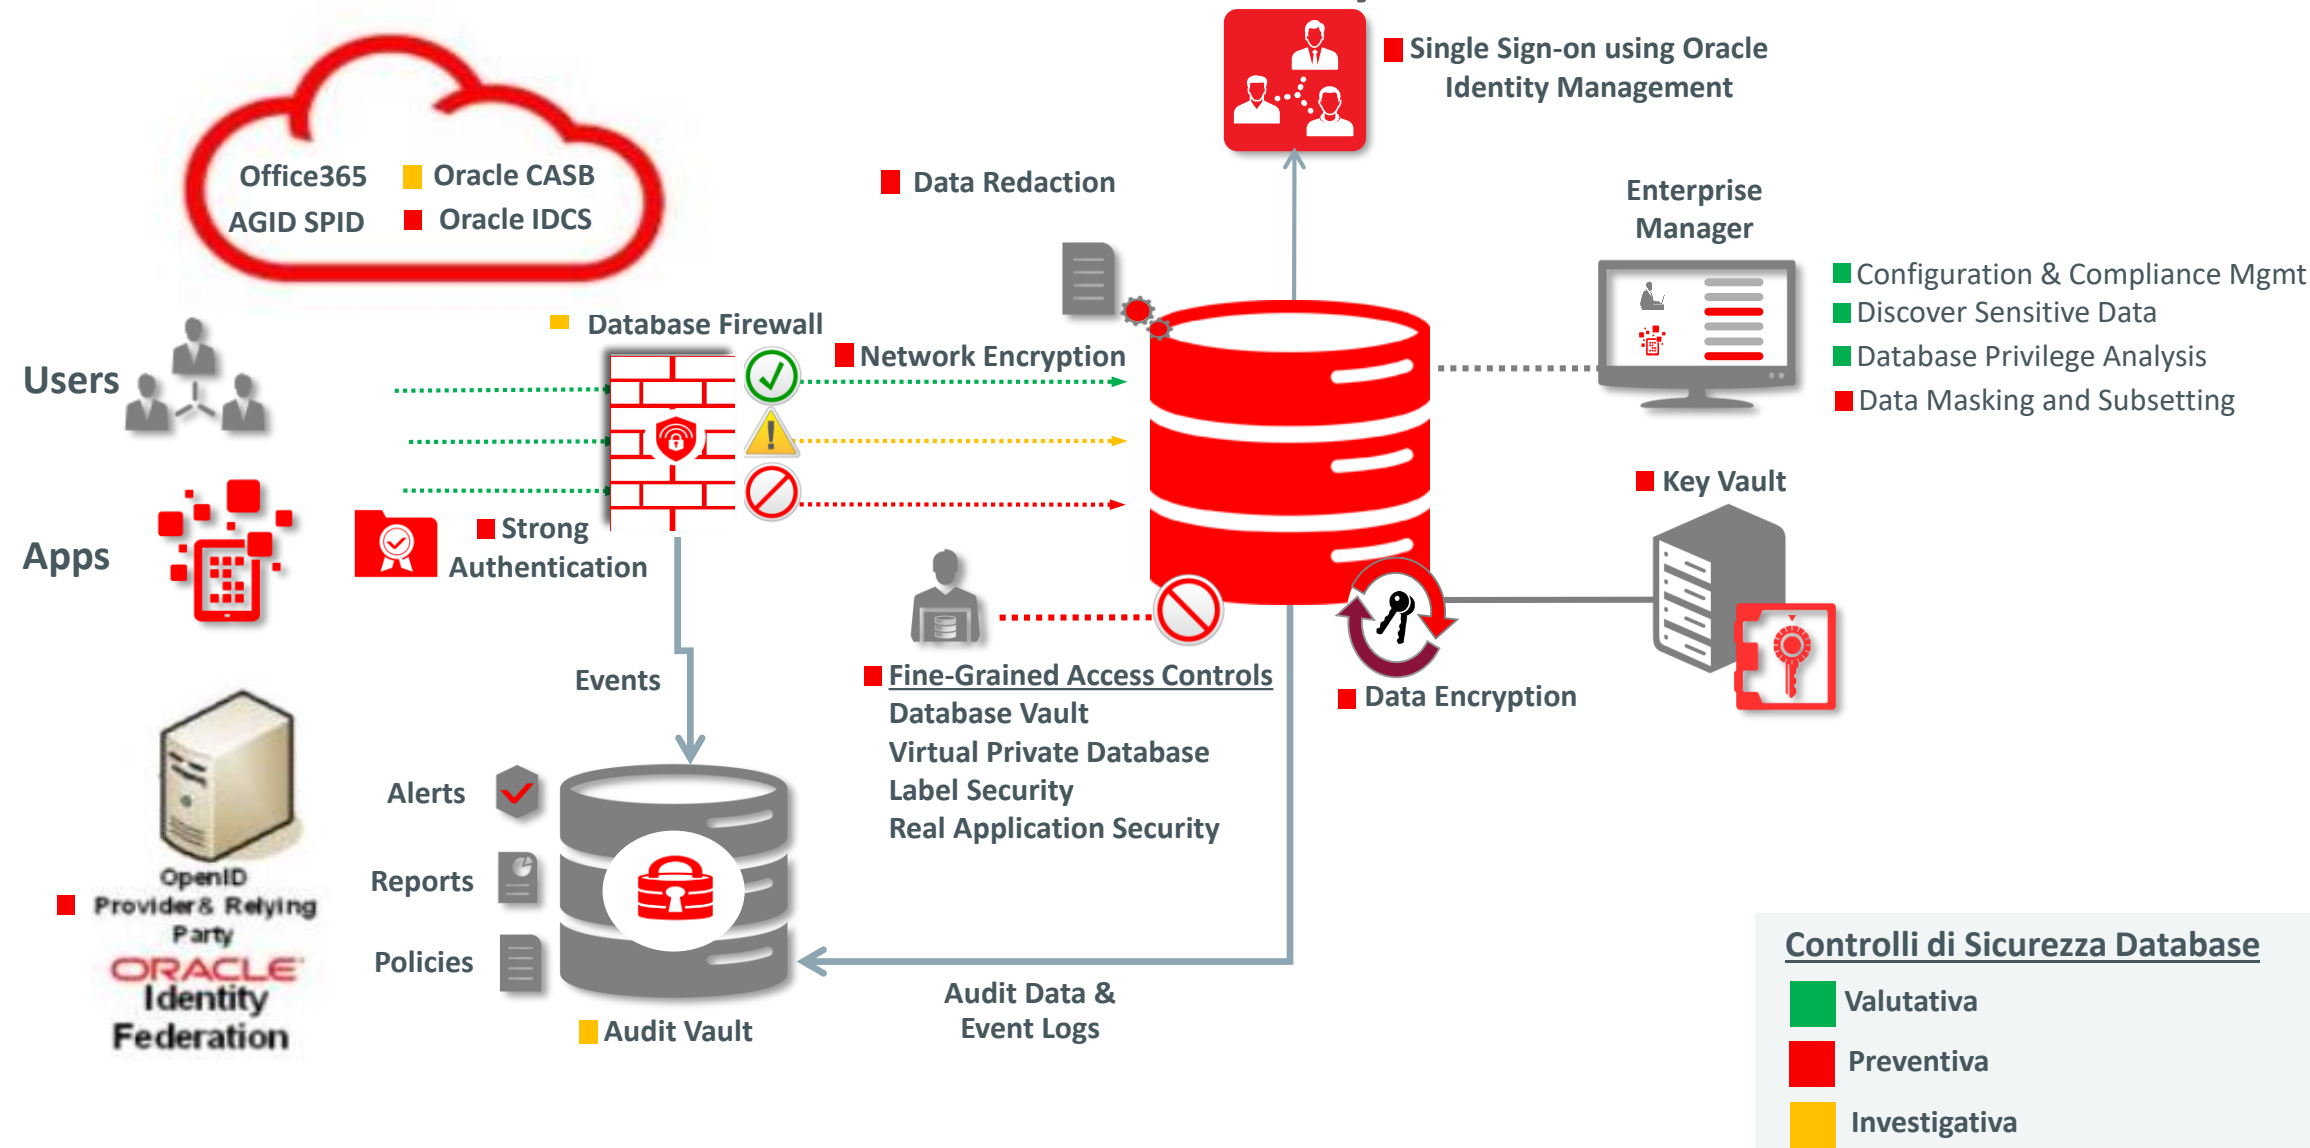 Single Sign-on using Oracle
Identity Management
Office365
Oracle CASB
AGID SPID
Oracle IDCS
Data Redaction
Enterprise
Manager
Configuration & Compliance Mgmt
Discover Sensitive Data
Database Privilege Analysis
Data Masking and Subsetting
Database Firewall
Network Encryption
Users
Apps
Strong
Authentication
Key Vault
Events
Fine-Grained Access Controls
Database Vault
Virtual Private Database
Label Security
Real Application Security
Data Encryption
Alerts
Reports
Policies
OpenID
Provider & Relying
Party
ORACLE
Identity
Federation
Audit Vault
Audit Data &
Event Logs
Controlli di Sicurezza Database
Valutativa
Preventiva
Investigativa